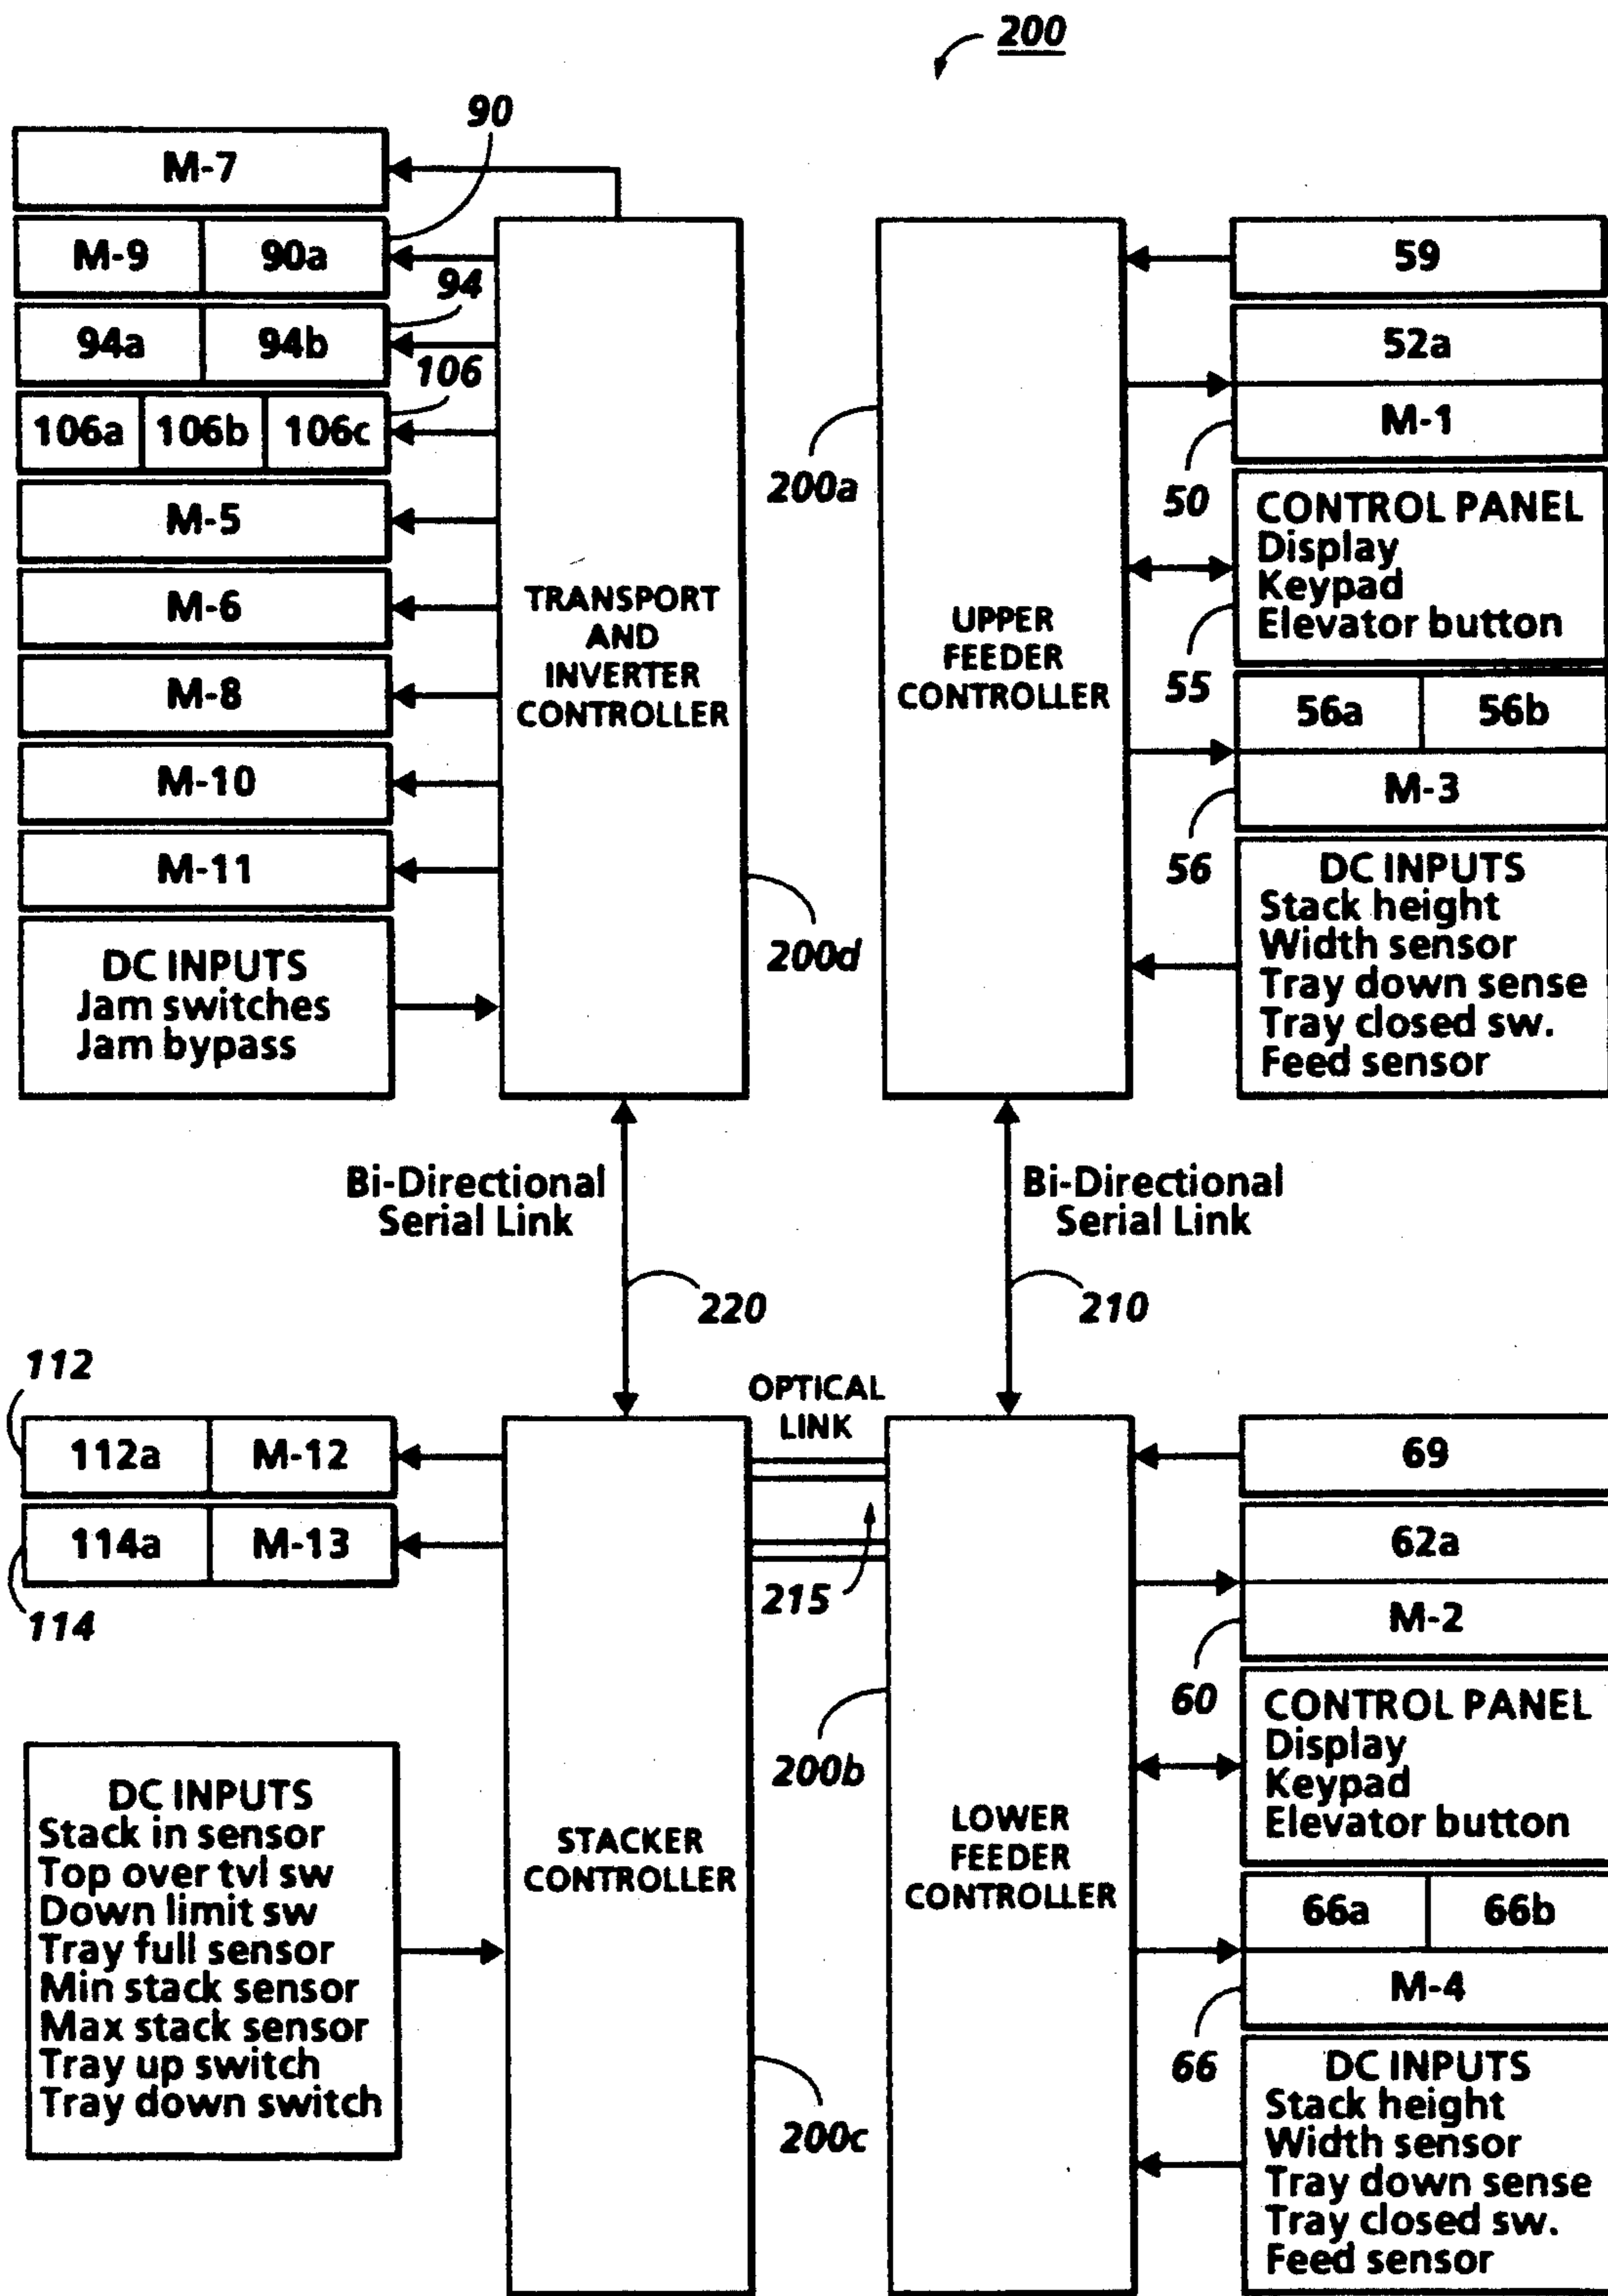 200
90
M-7
M-9 90a
94
94a 94b
106
106a 106b 106c
M-5
M-6
M-8
M-10
M-11
DC INPUTS
Jam switches
Jam bypass
TRANSPORT
AND
INVERTER
CONTROLLER
200d
200a
UPPER
FEEDER
CONTROLLER
59
52a
M-1
50
CONTROL PANEL
Display
Keypad
Elevator button
55
56a 56b
M-3
56
DC INPUTS
Stack height
Width sensor
Tray down sense
Tray closed sw.
Feed sensor
Bi-Directional
Serial Link
220
Bi-Directional
Serial Link
210
112
112a M-12
114a M-13
114
DC INPUTS
Stack in sensor
Top over tvl sw
Down limit sw
Tray full sensor
Min stack sensor
Max stack sensor
Tray up switch
Tray down switch
STACKER
CONTROLLER
200c
OPTICAL
LINK
215
200b
LOWER
FEEDER
CONTROLLER
69
62a
M-2
60
CONTROL PANEL
Display
Keypad
Elevator button
66a 66b
M-4
66
DC INPUTS
Stack height
Width sensor
Tray down sense
Tray closed sw.
Feed sensor